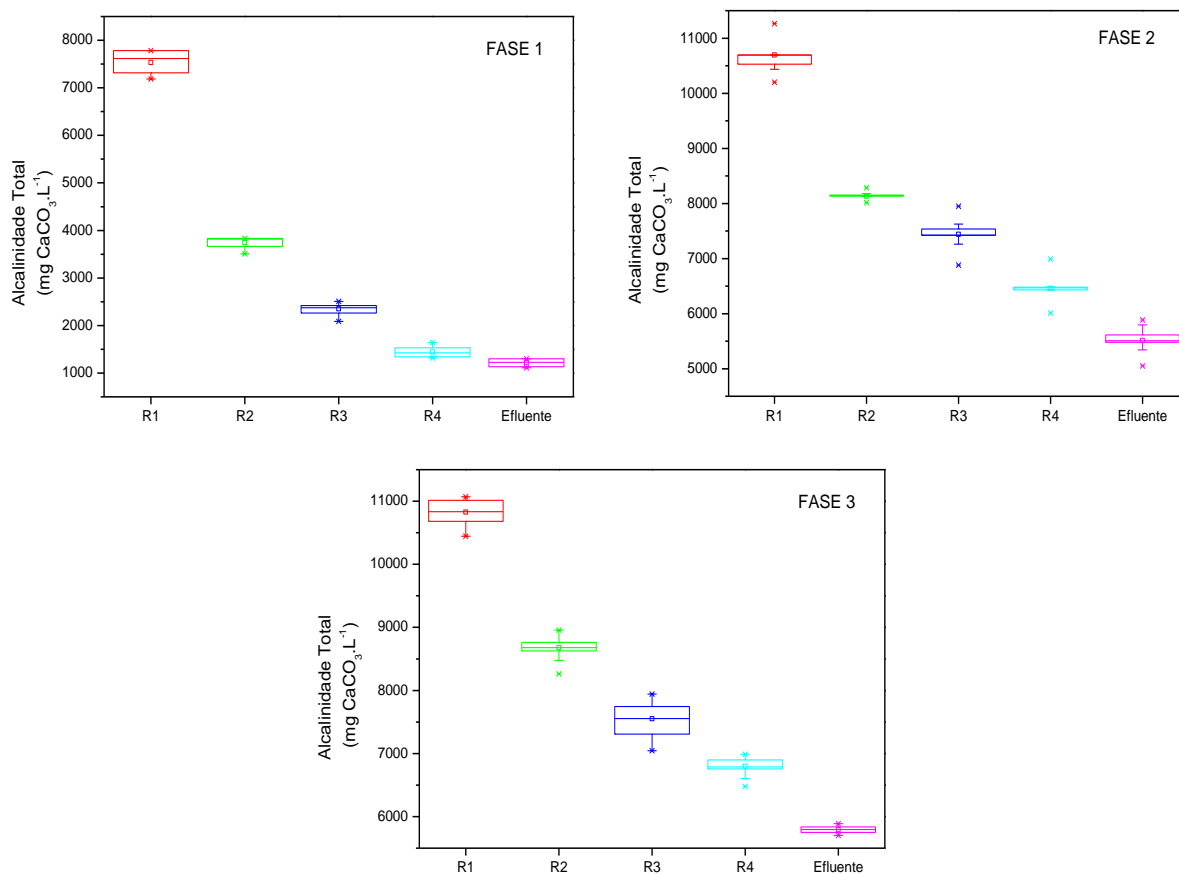 FASE 1
Alcalinidade Total
(mg CaCO₃.L⁻¹)
8000
7000
6000
5000
4000
3000
2000
1000
R1 R2 R3 R4 Efluente
FASE 2
Alcalinidade Total
(mg CaCO₃.L⁻¹)
11000
10000
9000
8000
7000
6000
5000
R1 R2 R3 R4 Efluente
FASE 3
Alcalinidade Total
(mg CaCO₃.L⁻¹)
11000
10000
9000
8000
7000
6000
R1 R2 R3 R4 Efluente